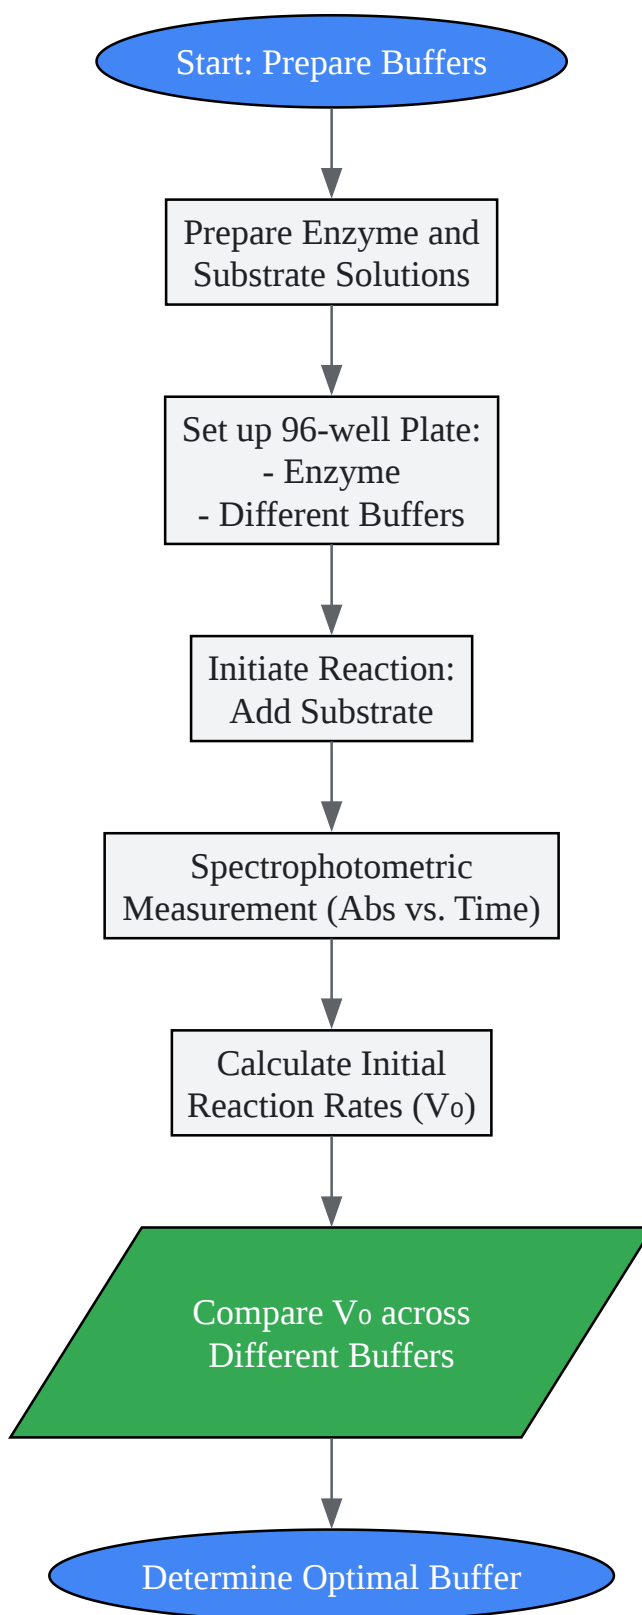 Start: Prepare Buffers
Prepare Enzyme and
Substrate Solutions
Set up 96-well Plate:
- Enzyme
- Different Buffers
Initiate Reaction:
Add Substrate
Spectrophotometric
Measurement (Abs vs. Time)
Calculate Initial
Reaction Rates (V₀)
Compare V₀ across
Different Buffers
Determine Optimal Buffer